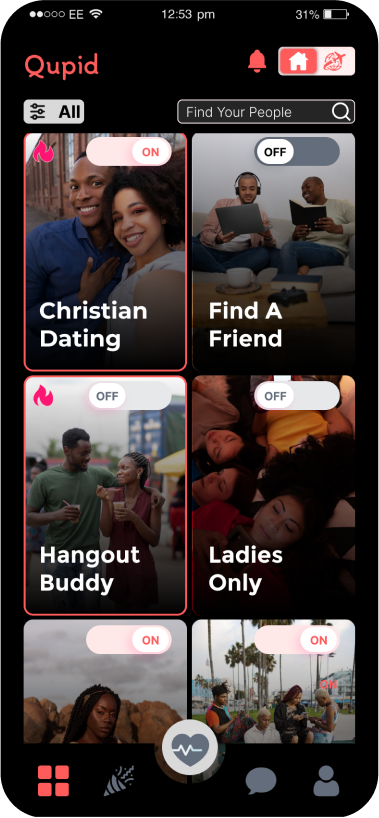 EE 12:53 pm 31%
Qupid
All Find Your People
ON OFF
Christian
Dating
Find A
Friend
OFF OFF
Hangout
Buddy
Ladies
Only
ON ON
ON